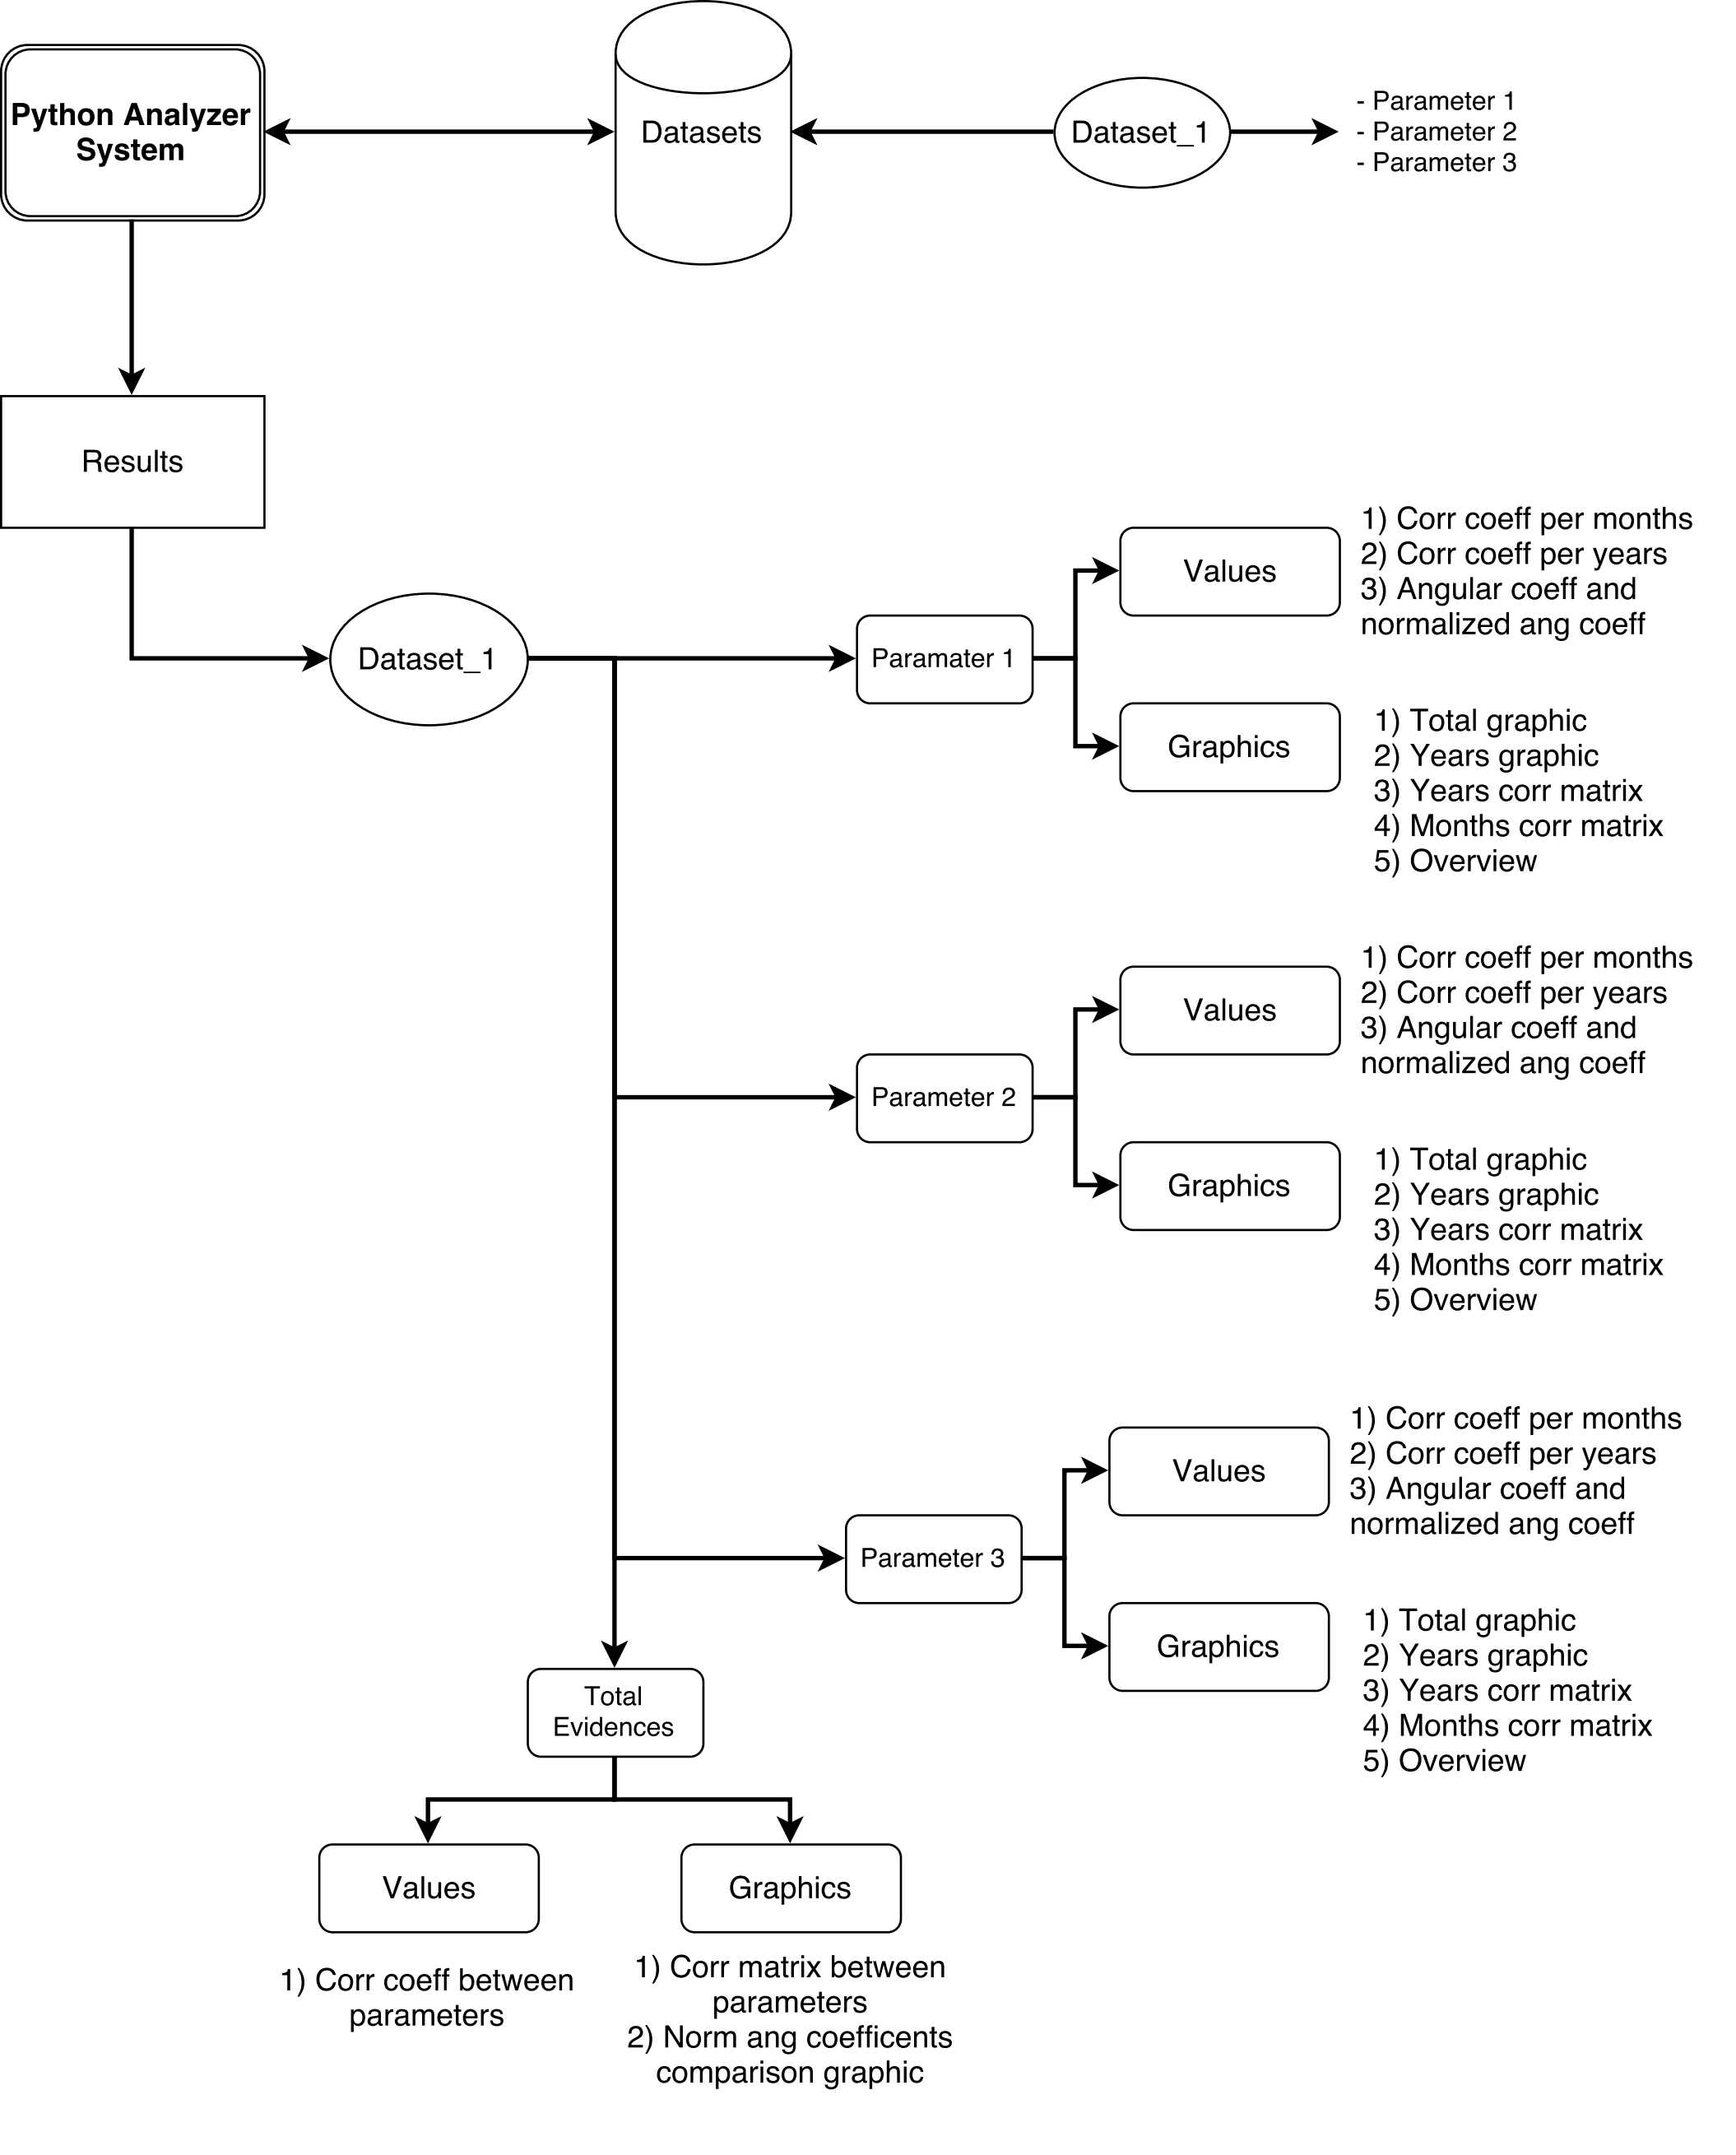 Python Analyzer
System
Datasets
Dataset_1
- Parameter 1
- Parameter 2
- Parameter 3
Results
Dataset_1
Paramater 1
Values
1) Corr coeff per months
2) Corr coeff per years
3) Angular coeff and
normalized ang coeff
Graphics
1) Total graphic
2) Years graphic
3) Years corr matrix
4) Months corr matrix
5) Overview
Parameter 2
Values
1) Corr coeff per months
2) Corr coeff per years
3) Angular coeff and
normalized ang coeff
Graphics
1) Total graphic
2) Years graphic
3) Years corr matrix
4) Months corr matrix
5) Overview
Parameter 3
Values
1) Corr coeff per months
2) Corr coeff per years
3) Angular coeff and
normalized ang coeff
Graphics
1) Total graphic
2) Years graphic
3) Years corr matrix
4) Months corr matrix
5) Overview
Total
Evidences
Values
1) Corr coeff between
parameters
Graphics
1) Corr matrix between
parameters
2) Norm ang coefficents
comparison graphic